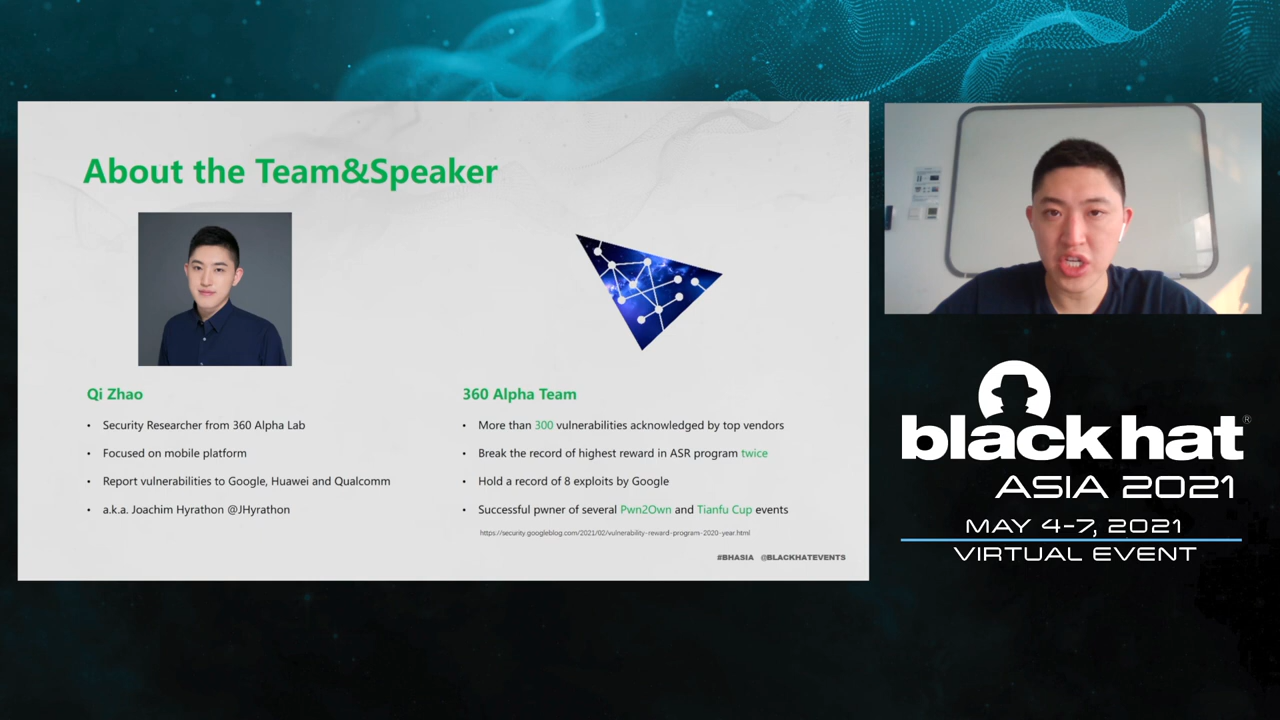 About the Team&Speaker
Qi Zhao
• Security Researcher from 360 Alpha Lab
• Focused on mobile platform
• Report vulnerabilities to Google, Huawei and Qualcomm
• a.k.a. Joachim Hyrathon @JHyrathon
360 Alpha Team
• More than 300 vulnerabilities acknowledged by top vendors
• Break the record of highest reward in ASR program twice
• Hold a record of 8 exploits by Google
• Successful pwner of several Pwn2Own and Tianfu Cup events
https://security.googleblog.com/2021/02/vulnerability-reward-program-2020-year.html
#BHASIA @BLACKHATEVENTS
black hat®
ASIA 2021
MAY 4-7, 2021
VIRTUAL EVENT